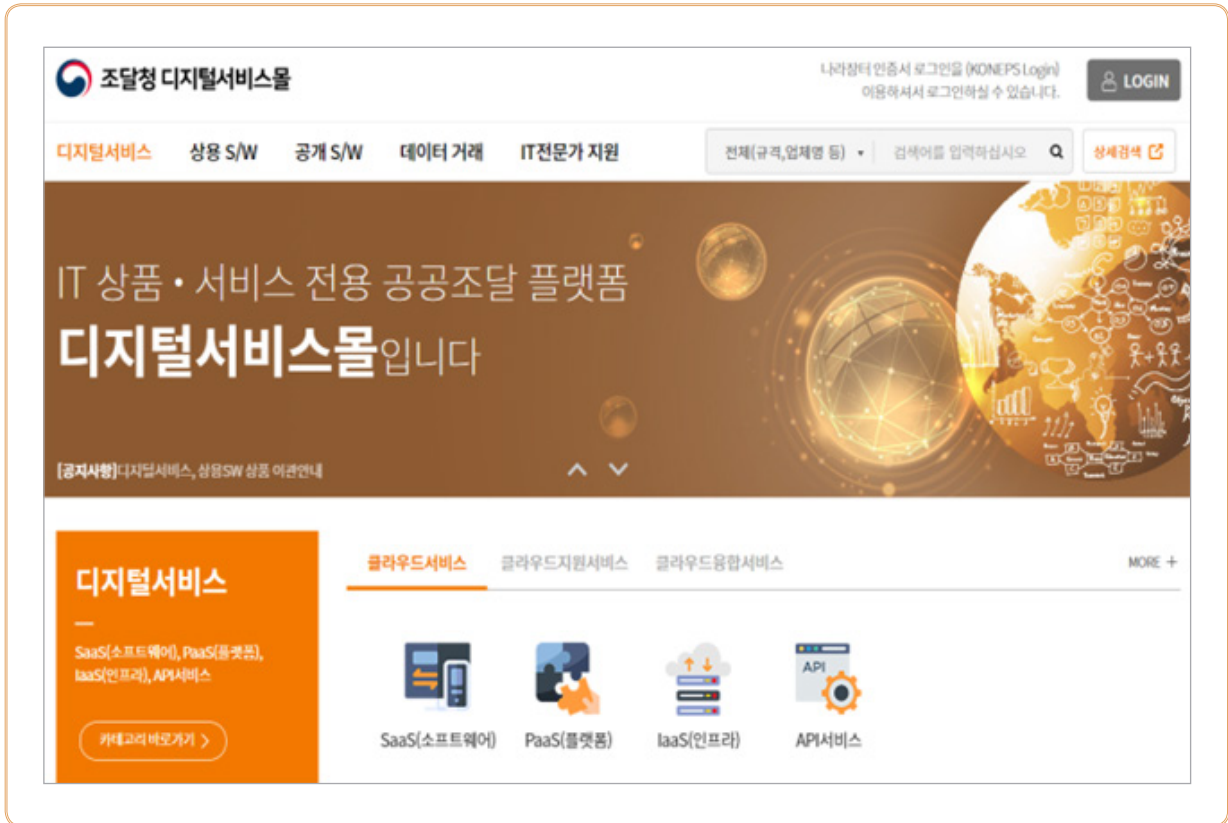 조달청 디지털서비스몰
나라장터 인증서 로그인을 (KONEPS Login)
이용하셔서 로그인하실 수 있습니다.
LOGIN
디지털서비스 상용 S/W 공개 S/W 데이터 거래 IT전문가 지원
전체(규격,업체명 등) 검색어를 입력하십시오 상세검색
IT 상품 • 서비스 전용 공공조달 플랫폼
디지털서비스몰입니다
[공지사항]디지털서비스, 상용SW 상품 이관안내
디지털서비스
SaaS(소프트웨어), PaaS(플랫폼),
IaaS(인프라), API서비스
카테고리 바로가기 >
클라우드서비스 클라우드지원서비스 클라우드융합서비스 MORE +
API
SaaS(소프트웨어) PaaS(플랫폼) IaaS(인프라) API서비스